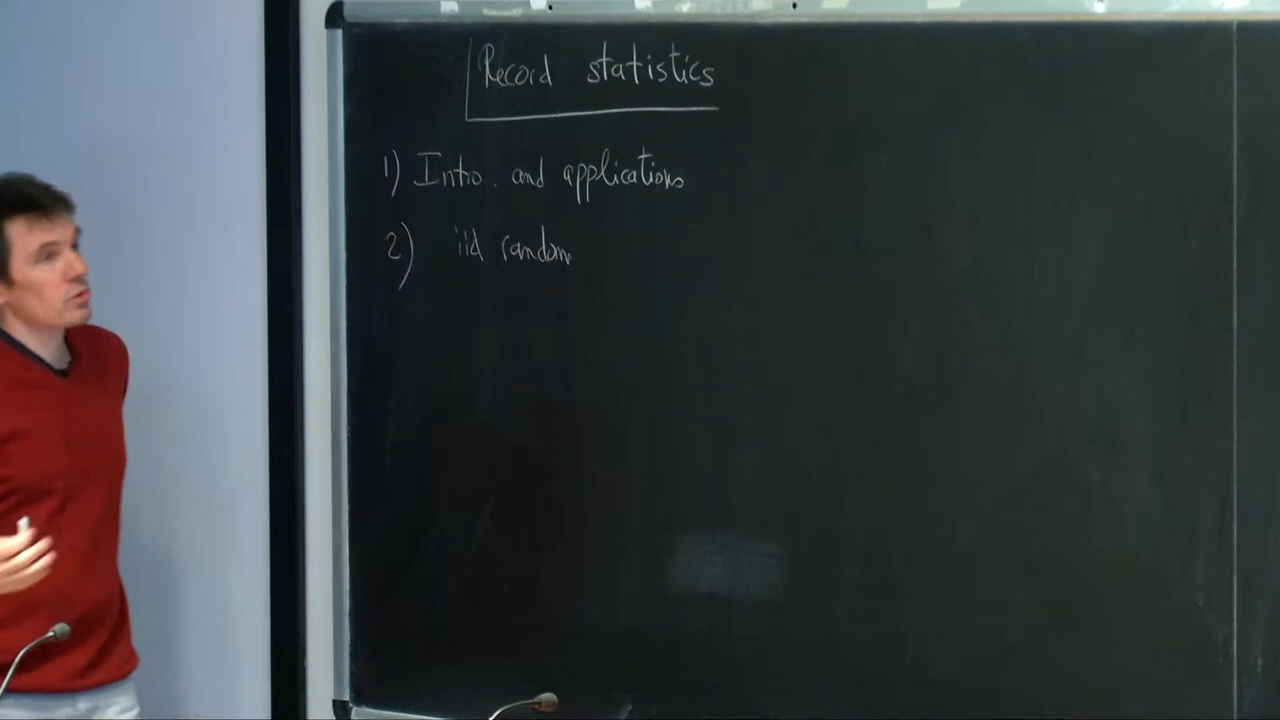 Record statistics
1) Intro. and applications
2) iid random